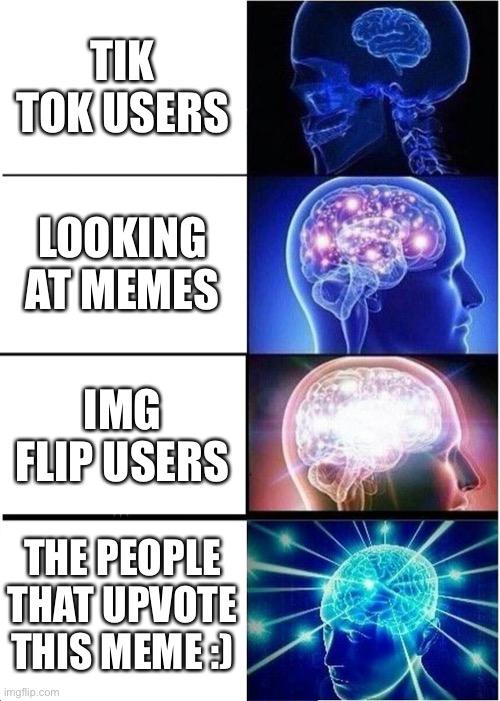 TIK
TOK USERS
LOOKING
AT MEMES
IMG
FLIP USERS
THE PEOPLE
THAT UPVOTE
THIS MEME :)
imgflip.com